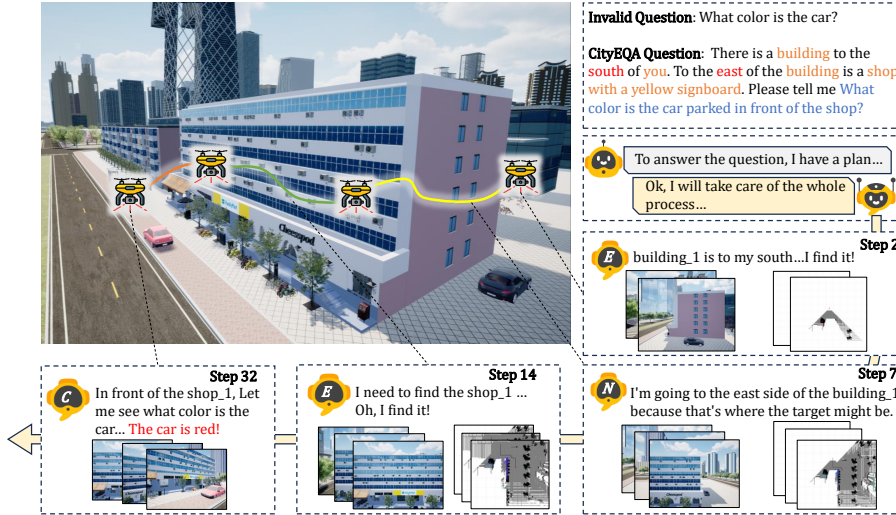 Invalid Question: What color is the car?
CityEQA Question: There is a building to the
south of you. To the east of the building is a shop
with a yellow signboard. Please tell me What
color is the car parked in front of the shop?
To answer the question, I have a plan...
Ok, I will take care of the whole
process...
Step 2
E
building_1 is to my south...I find it!
Step 7
N
I'm going to the east side of the building_1
because that's where the target might be.
Step 14
E
I need to find the shop_1 ...
Oh, I find it!
Step 32
C
In front of the shop_1, Let
me see what color is the
car... The car is red!